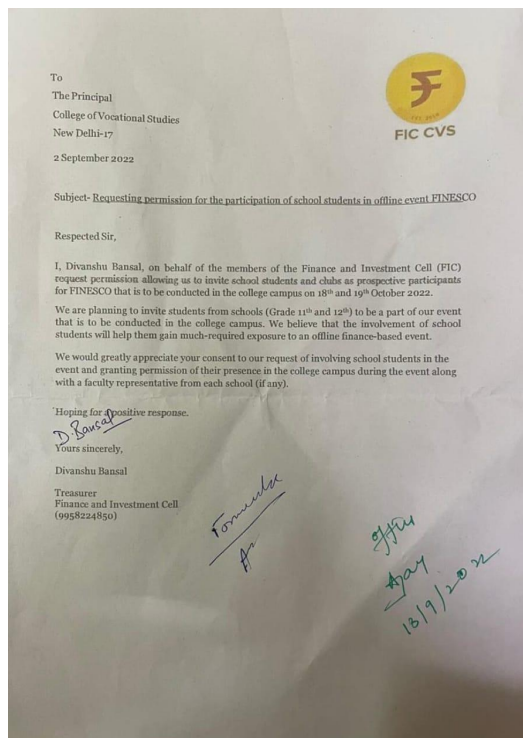 To
The Principal
College of Vocational Studies
New Delhi-17
2 September 2022
FIC CVS
Subject- Requesting permission for the participation of school students in offline event FINESCO
Respected Sir,
I, Divanshu Bansal, on behalf of the members of the Finance and Investment Cell (FIC)
request permission allowing us to invite school students and clubs as prospective participants
for FINESCO that is to be conducted in the college campus on 18th and 19th October 2022.
We are planning to invite students from schools (Grade 11th and 12th) to be a part of our event
that is to be conducted in the college campus. We believe that the involvement of school
students will help them gain much-required exposure to an offline finance-based event.
We would greatly appreciate your consent to our request of involving school students in the
event and granting permission of their presence in the college campus during the event along
with a faculty representative from each school (if any).
Hoping for a positive response.
D. Bansal
Yours sincerely,
Divanshu Bansal
Treasurer
Finance and Investment Cell
(9958224850)
Ajay
13/9/2022